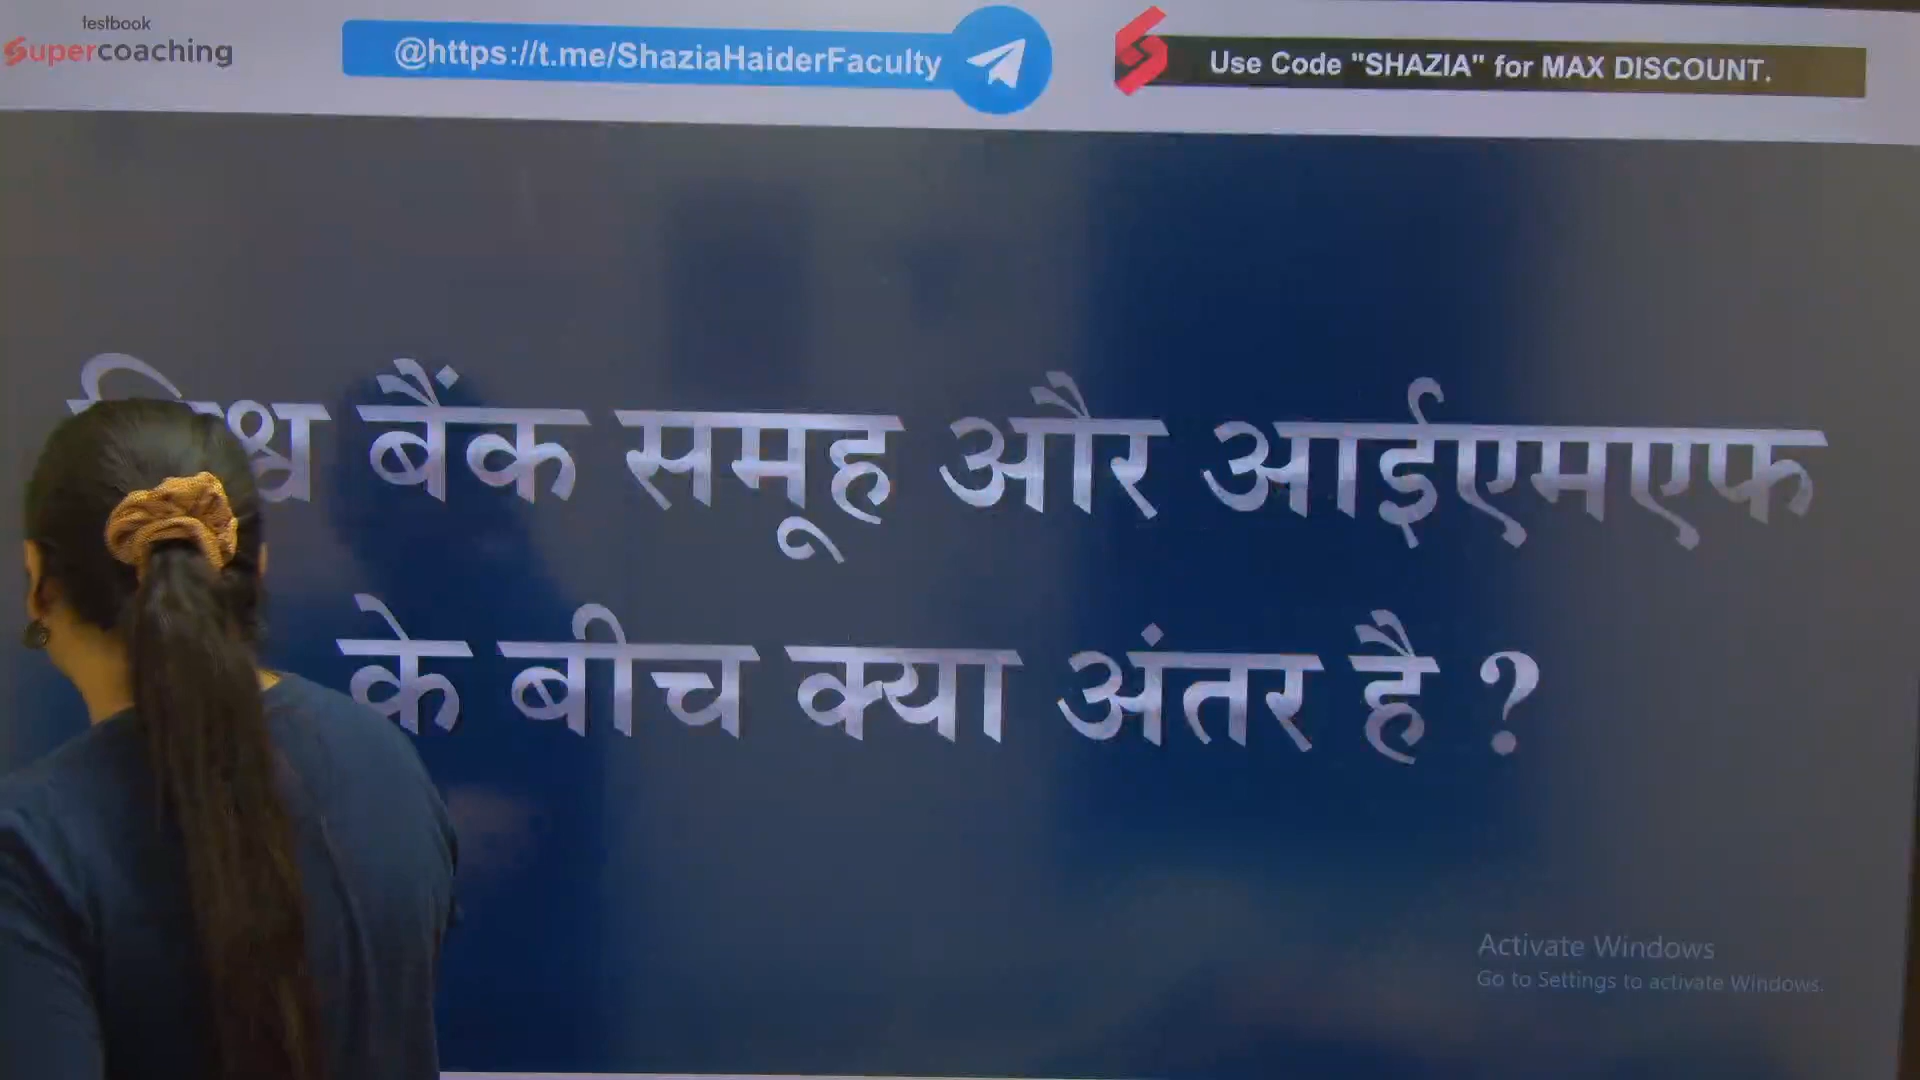 testbook
Supercoaching
@https://t.me/ShaziaHaiderFaculty
Use Code "SHAZIA" for MAX DISCOUNT.
बैंक समूह और आईएमएफ
के बीच क्या अंतर है ?
Activate Windows
Go to Settings to activate Windows.